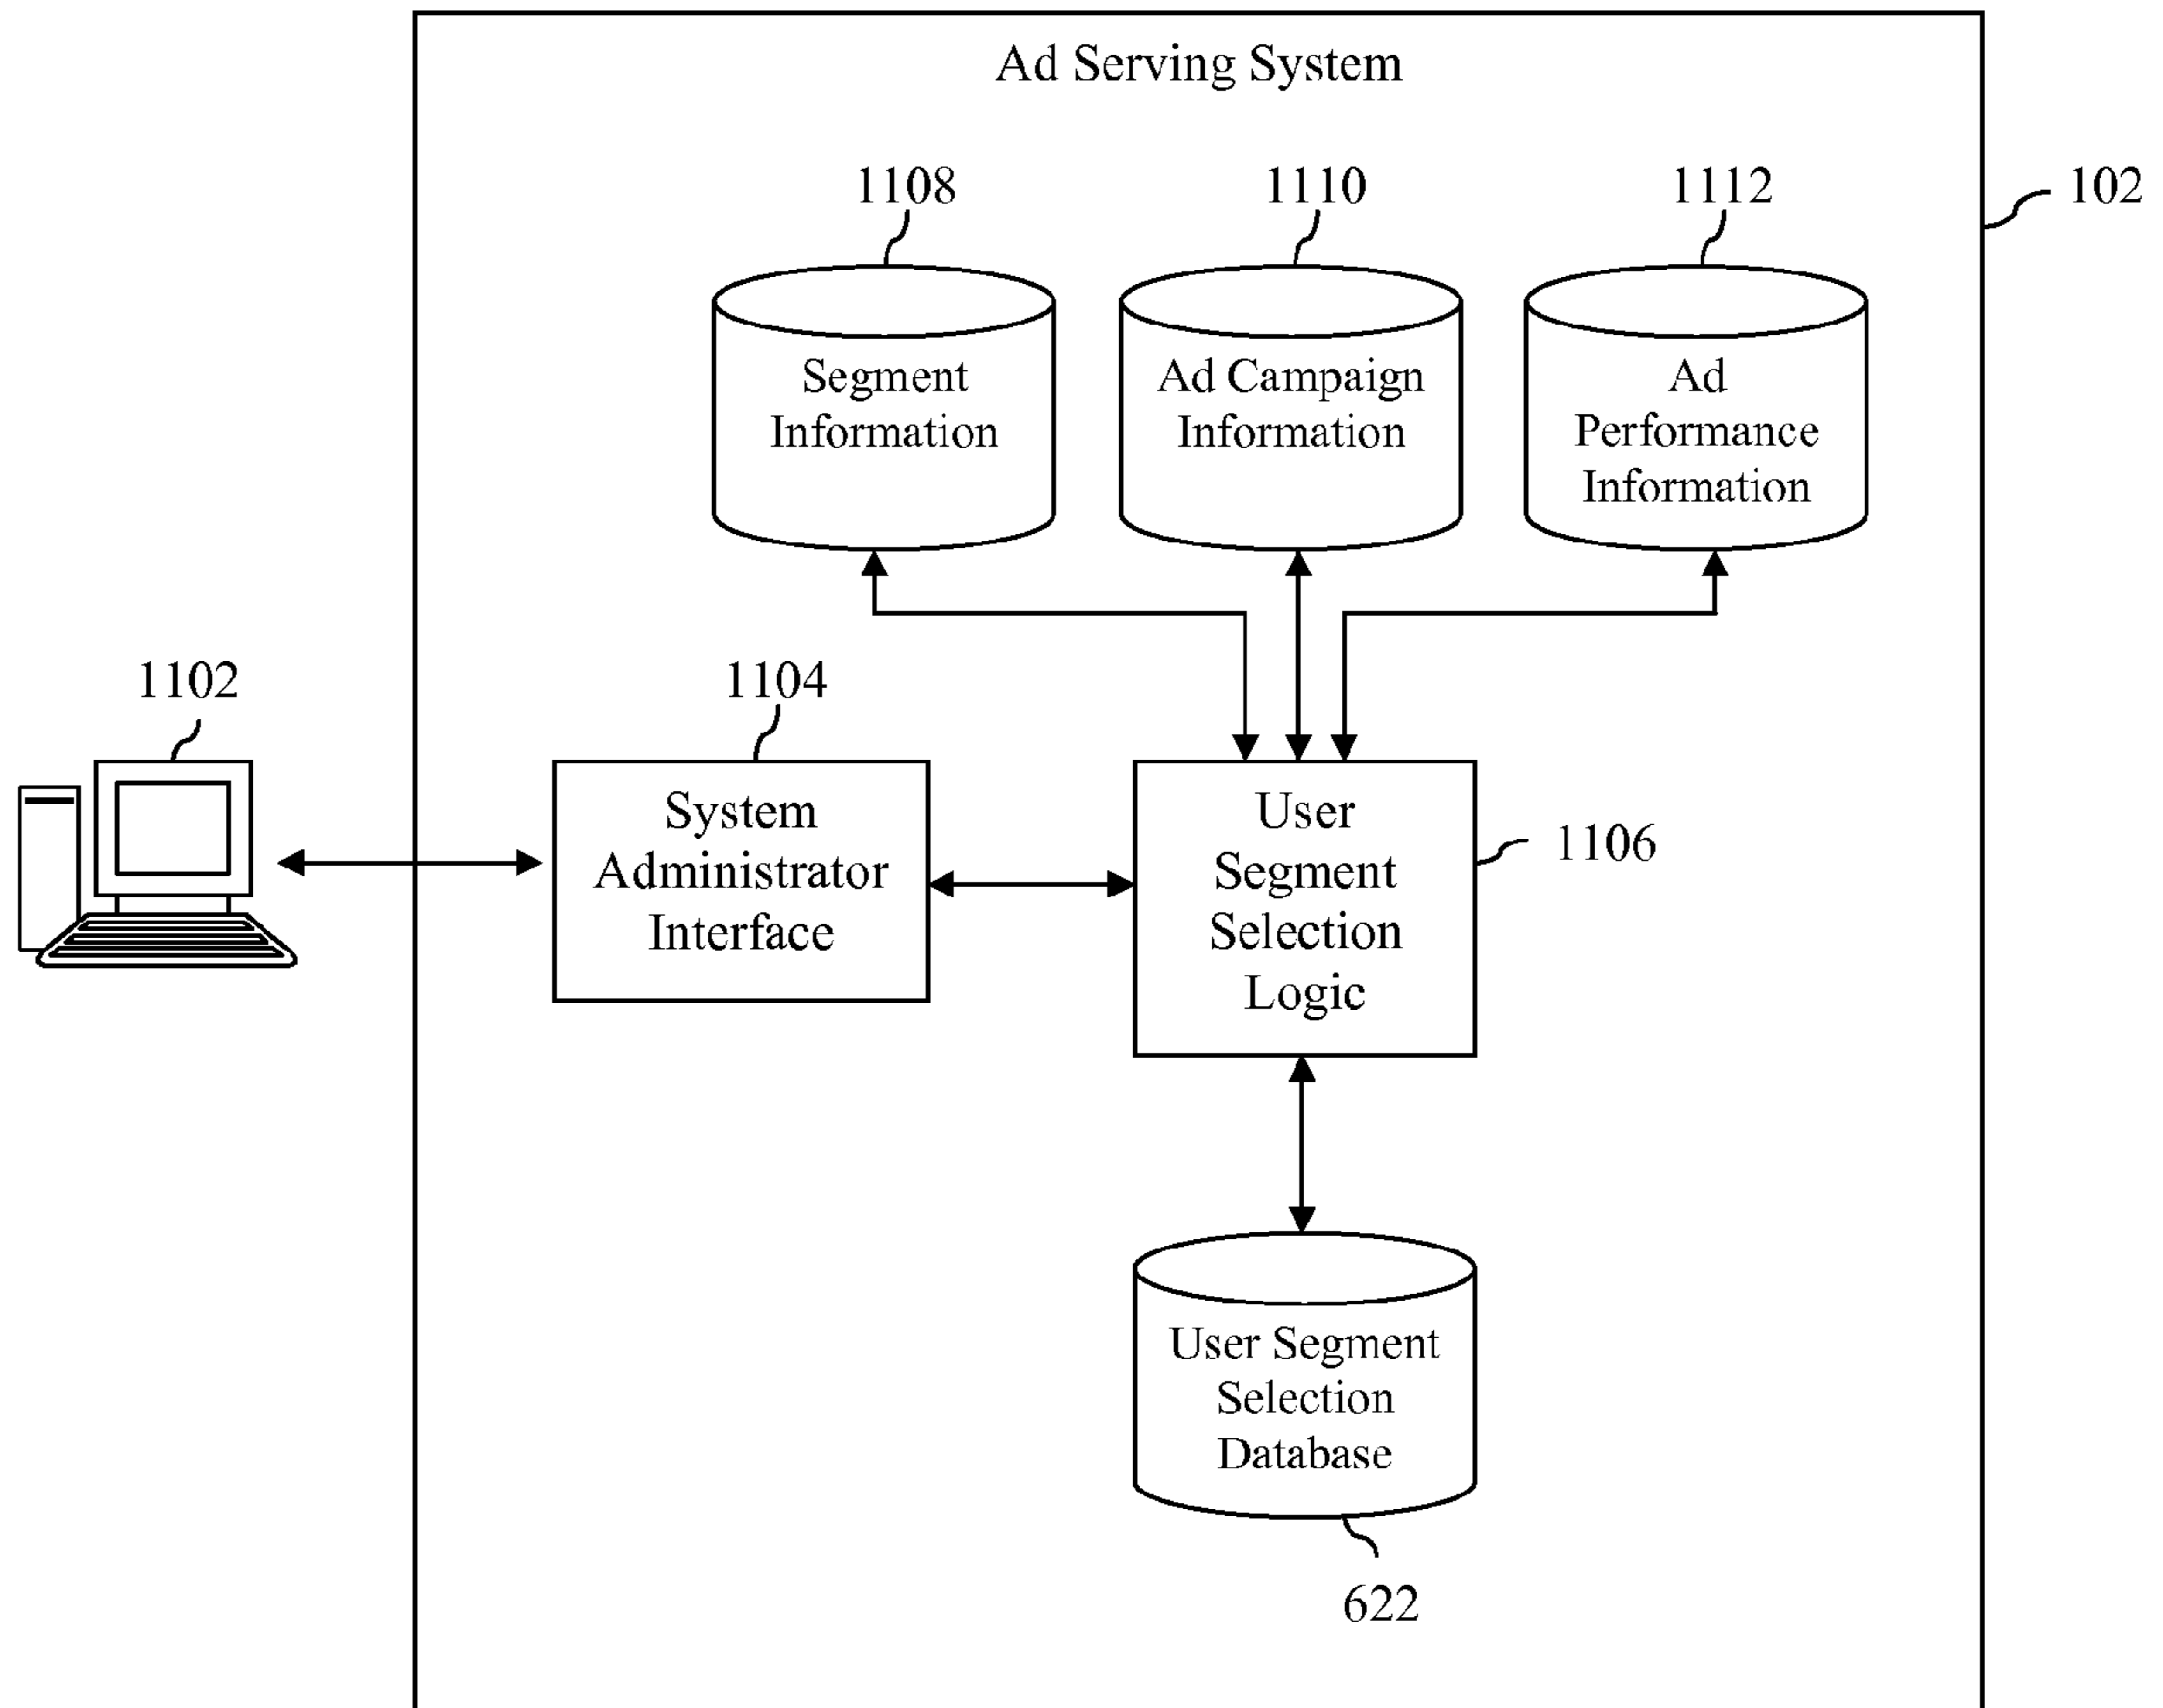 Ad Serving System
1108
1110
1112
102
Segment
Information
Ad Campaign
Information
Ad
Performance
Information
1102
1104
System
Administrator
Interface
User
Segment
Selection
Logic
1106
User Segment
Selection
Database
622